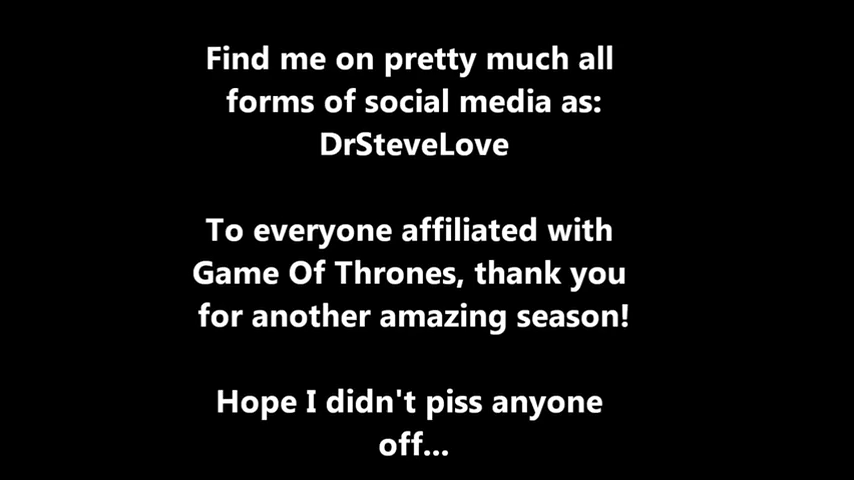 Find me on pretty much all
forms of social media as:
DrSteveLove
To everyone affiliated with
Game Of Thrones, thank you
for another amazing season!
Hope I didn't piss anyone
off...